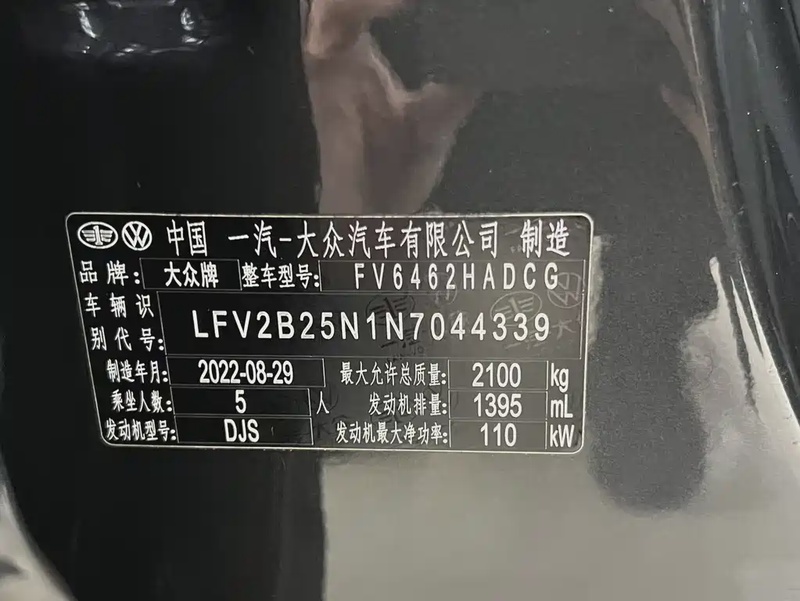 中国 一汽-大众汽车有限公司 制造
品牌: 大众牌 整车型号: FV6462HADCG
车辆识别代号: LFV2B25N1N7044339
制造年月: 2022-08-29 最大允许总质量: 2100 kg
乘坐人数: 5 人 发动机排量: 1395 mL
发动机型号: DJS 发动机最大净功率: 110 kW